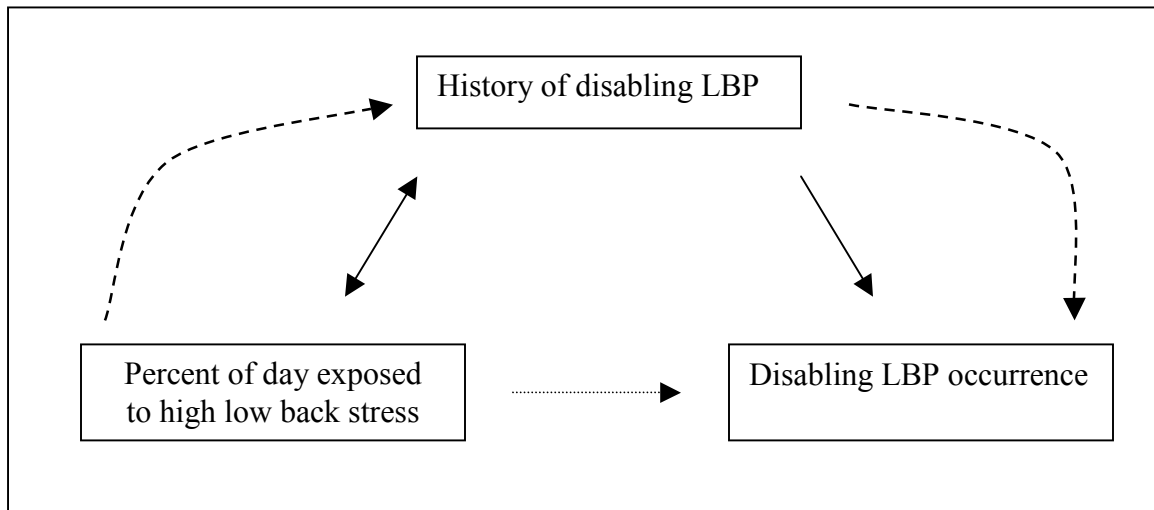 History of disabling LBP
Percent of day exposed
to high low back stress
Disabling LBP occurrence